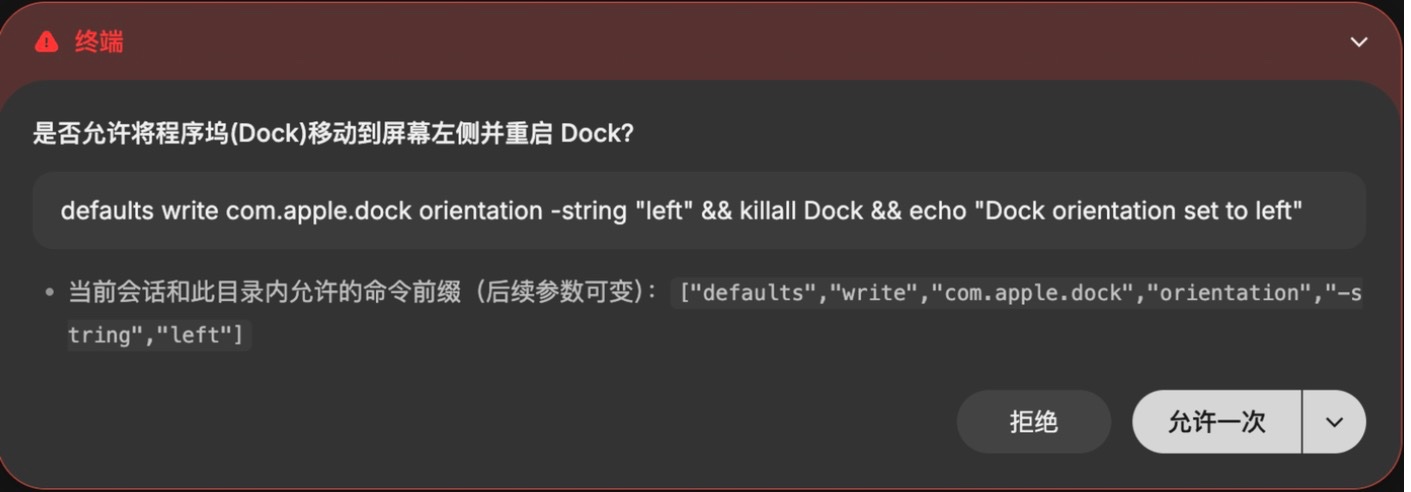 终端
是否允许将程序坞(Dock)移动到屏幕左侧并重启 Dock?
defaults write com.apple.dock orientation -string "left" && killall Dock && echo "Dock orientation set to left"
当前会话和此目录内允许的命令前缀（后续参数可变）： ["defaults","write","com.apple.dock","orientation","-s
tring","left"]
拒绝
允许一次